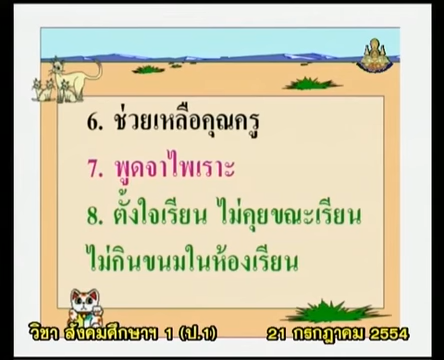 6. ช่วยเหลือคุณครู
7. พูดจาไพเราะ
8. ตั้งใจเรียน ไม่คุยขณะเรียน
ไม่กินขนมในห้องเรียน
วิชา สังคมศึกษาฯ 1 (ป.1) 21 กรกฎาคม 2554